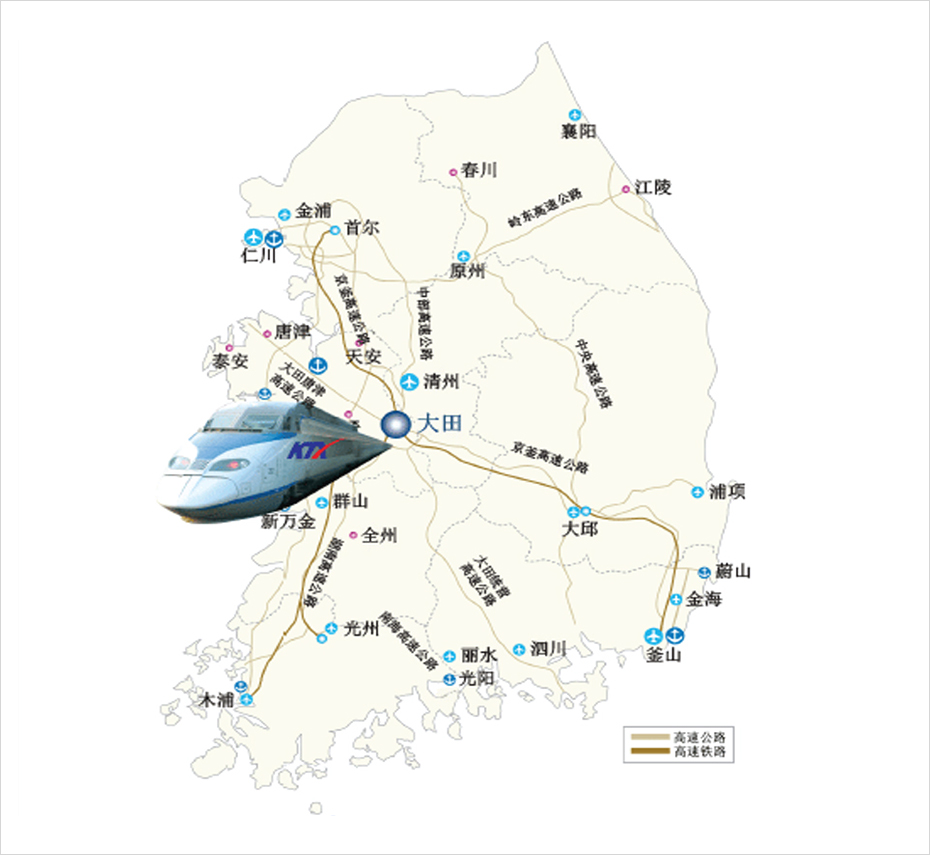 襄阳
春川
江陵
岭东高速公路
金浦
首尔
仁川
原州
京釜高速公路
中部高速公路
唐津
泰安
天安
中央高速公路
大田唐津
高速公路
清州
大田
KTX
京釜高速公路
浦项
群山
新万金
大邱
全州
湖南高速公路
大田统营
高速公路
蔚山
金海
光州
南海高速公路
丽水
泗川
釜山
光阳
木浦
高速公路
高速铁路